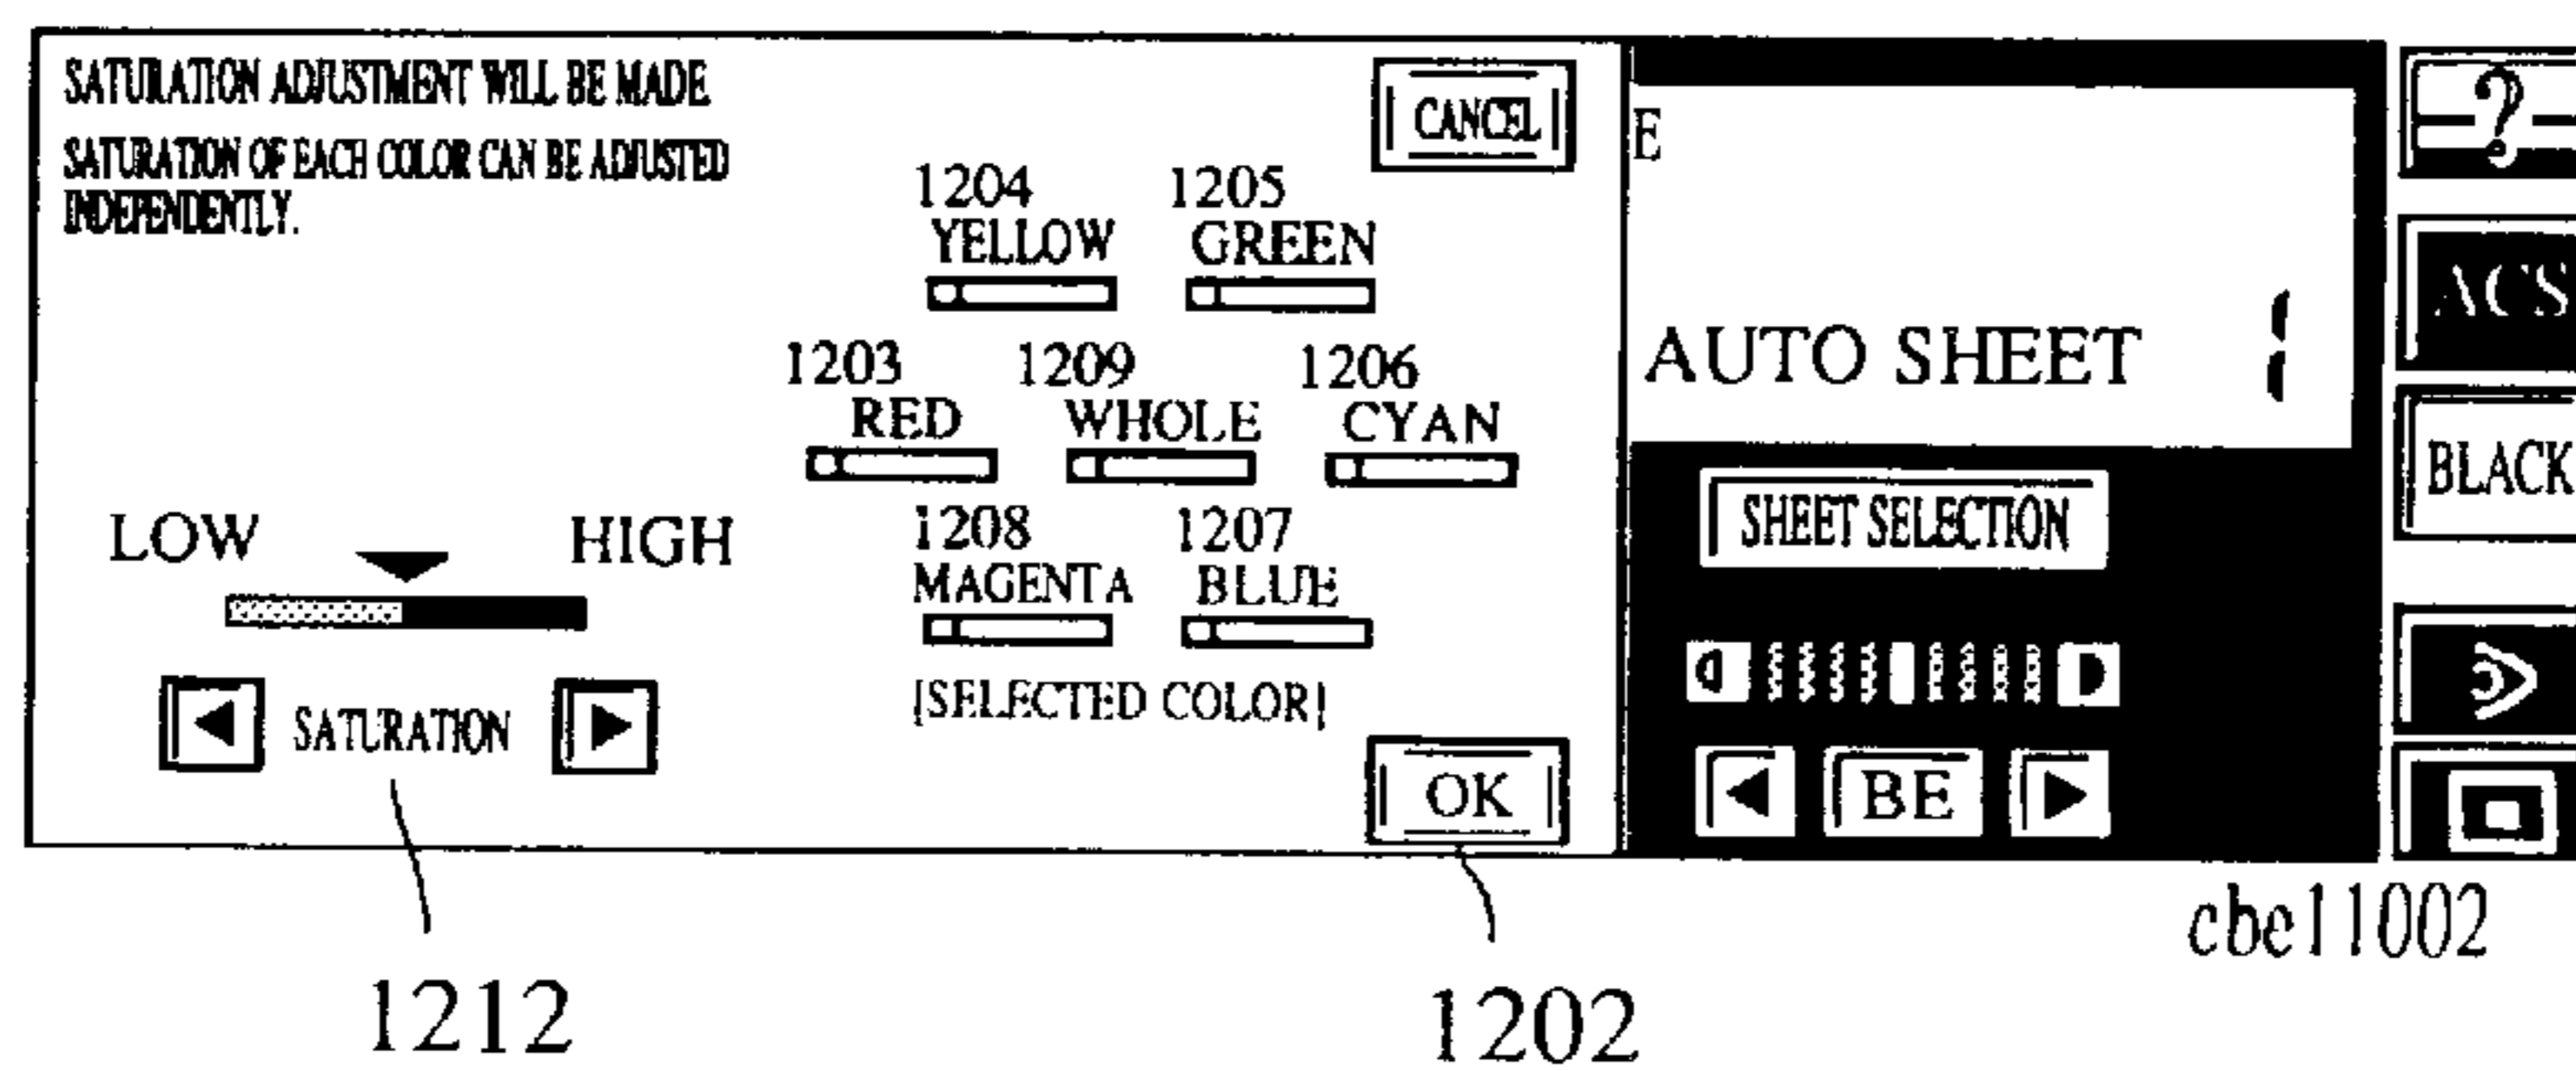 SATURATION ADJUSTMENT WILL BE MADE
SATURATION OF EACH COLOR CAN BE ADJUSTED
INDEPENDENTLY.
CANCEL
1204
YELLOW
1205
GREEN
1203
RED
1209
WHOLE
1206
CYAN
1208
MAGENTA
1207
BLUE
[SELECTED COLOR]
LOW
HIGH
SATURATION
OK
E
AUTO SHEET
1
SHEET SELECTION
BE
?
ACS
BLACK
cbe11002
1212
1202